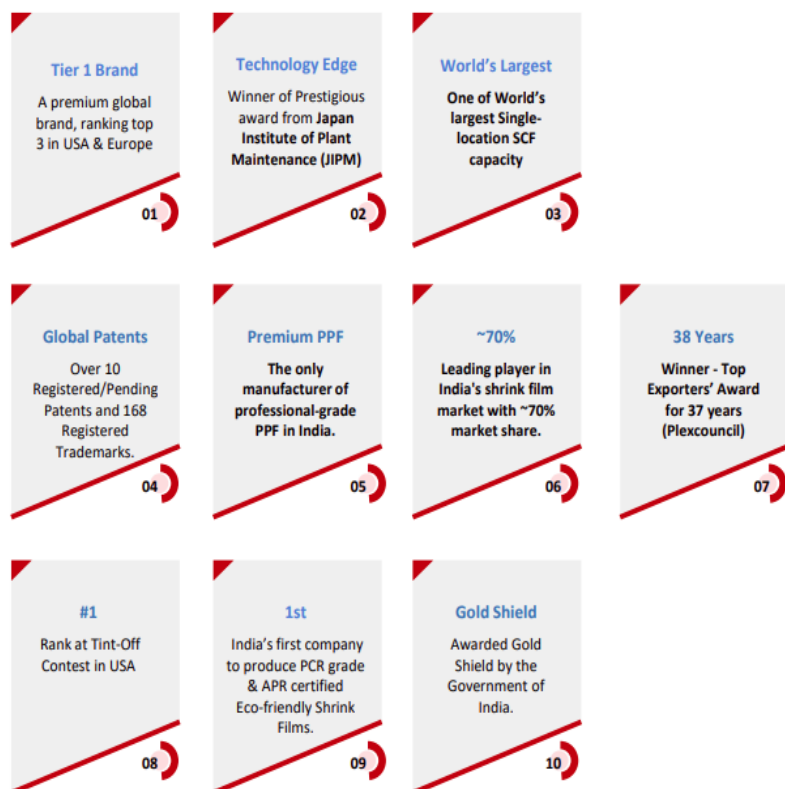 Tier 1 Brand
A premium global
brand, ranking top
3 in USA & Europe
01
Technology Edge
Winner of Prestigious
award from Japan
Institute of Plant
Maintenance (JIPM)
02
World's Largest
One of World's
largest Single-
location SCF
capacity
03
Global Patents
Over 10
Registered/Pending
Patents and 168
Registered
Trademarks.
04
Premium PPF
The only
manufacturer of
professional-grade
PPF in India.
05
~70%
Leading player in
India's shrink film
market with ~70%
market share.
06
38 Years
Winner - Top
Exporters' Award
for 37 years
(Plexcouncil)
07
#1
Rank at Tint-Off
Contest in USA
08
1st
India's first company
to produce PCR grade
& APR certified
Eco-friendly Shrink
Films.
09
Gold Shield
Awarded Gold
Shield by the
Government of
India.
10